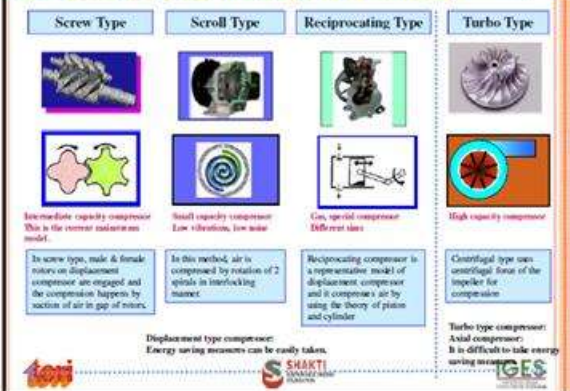 Screw Type
Scroll Type
Reciprocating Type
Turbo Type
Intermediate capacity compressor
This is the current mainstream
model.
Small capacity compressor
Low vibrations, low noise
Gas, special compressor
Different sizes
High capacity compressor
In screw type, male & female
rotors on displacement
compressor are engaged and
the compression happens by
suction of air in gap of rotors.
In this method, air is
compressed by rotation of 2
spirals in interlocking
manner.
Reciprocating compressor is
a representative model of
displacement compressor
and it compresses air by
using the theory of piston
and cylinder
Centrifugal type uses
centrifugal force of the
impeller for
compression
Displacement type compressor:
Energy saving measures can be easily taken.
Turbo type compressor:
Axial compressor:
It is difficult to take energy
saving measures
teri
SHAKTI
FOUNDATION
IGES